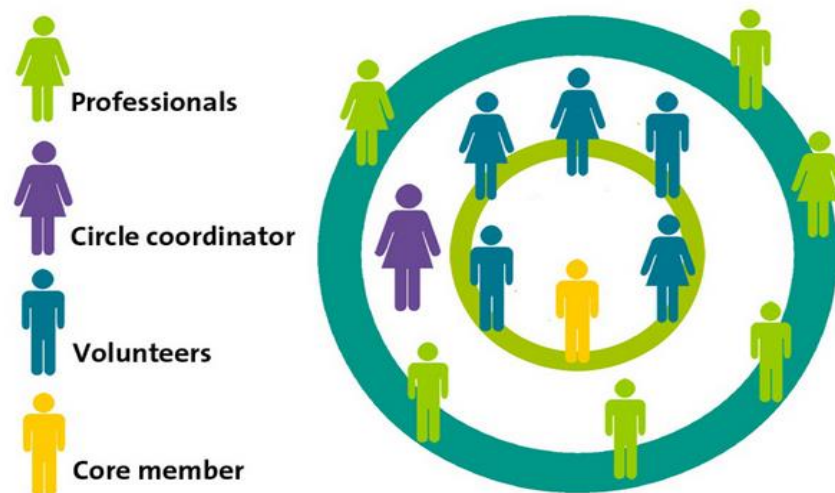 Professionals
Circle coordinator
Volunteers
Core member